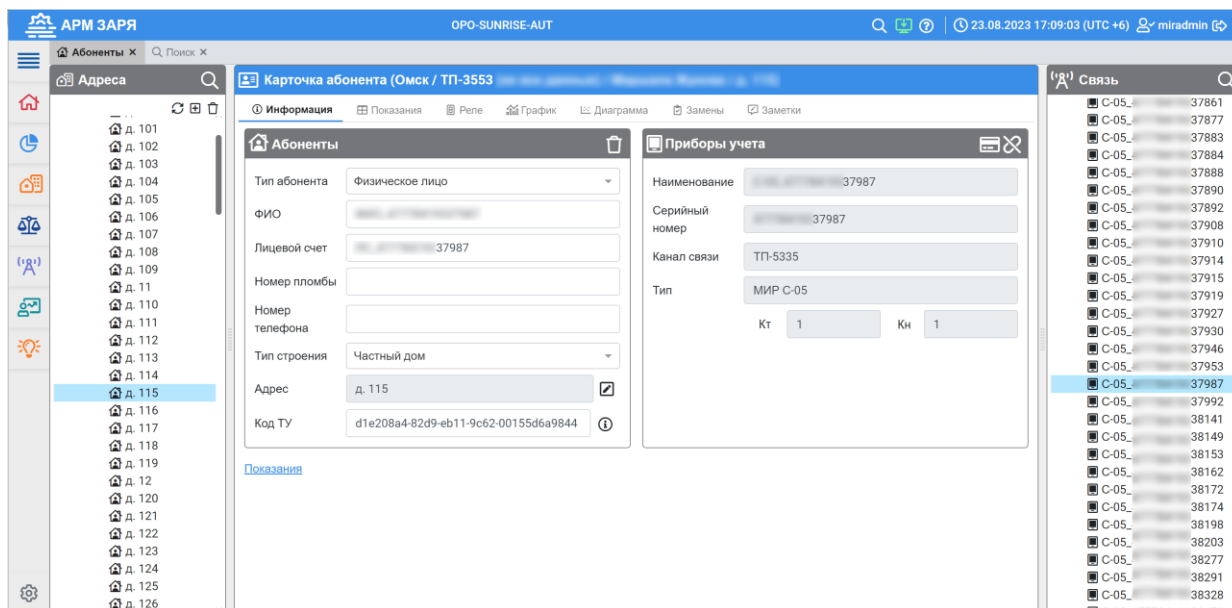 АРМ ЗАРЯ
OPO-SUNRISE-AUT
23.08.2023 17:09:03 (UTC +6) miradmin
Абоненты × Поиск ×
Адреса
д. 101
д. 102
д. 103
д. 104
д. 105
д. 106
д. 107
д. 108
д. 109
д. 11
д. 110
д. 111
д. 112
д. 113
д. 114
д. 115
д. 116
д. 117
д. 118
д. 119
д. 12
д. 120
д. 121
д. 122
д. 123
д. 124
д. 125
д. 126
Карточка абонента (Омск / ТП-3553
Информация Показания Реле График Диаграмма Замены Заметки
Абоненты
Тип абонента Физическое лицо
ФИО
Лицевой счет 37987
Номер пломбы
Номер
телефона
Тип строения Частный дом
Адрес д. 115
Код ТУ d1e208a4-82d9-eb11-9c62-00155d6a9844
Показания
Приборы учета
Наименование 37987
Серийный
номер 37987
Канал связи ТП-5335
Тип МИР С-05
Кт 1 Кн 1
Связь
С-05_ 37861
С-05_ 37877
С-05_ 37883
С-05_ 37884
С-05_ 37888
С-05_ 37890
С-05_ 37892
С-05_ 37908
С-05_ 37910
С-05_ 37914
С-05_ 37915
С-05_ 37919
С-05_ 37927
С-05_ 37930
С-05_ 37946
С-05_ 37953
С-05_ 37987
С-05_ 37992
С-05_ 38141
С-05_ 38149
С-05_ 38153
С-05_ 38162
С-05_ 38172
С-05_ 38174
С-05_ 38198
С-05_ 38203
С-05_ 38277
С-05_ 38291
С-05_ 38328